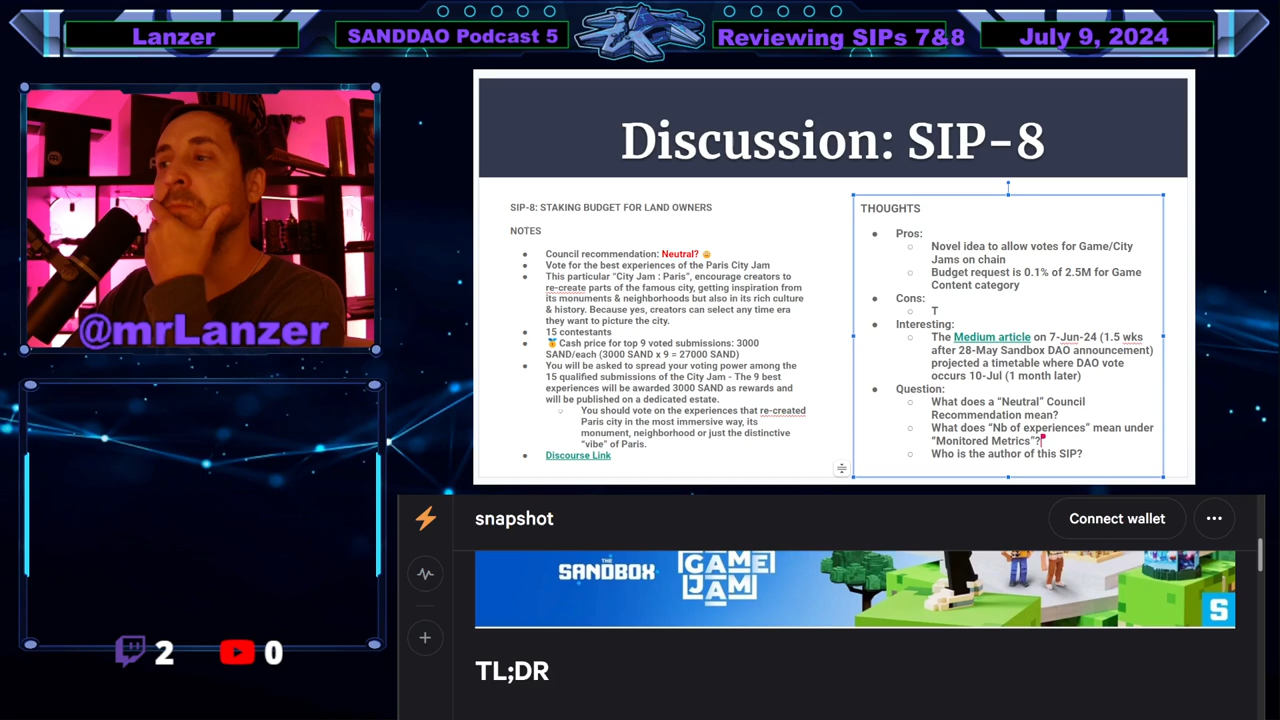 Lanzer
SANDDAO Podcast 5
Reviewing SIPs 7&8
July 9, 2024
@mrLanzer
Discussion: SIP-8
SIP-8: STAKING BUDGET FOR LAND OWNERS
NOTES
Council recommendation: Neutral?
Vote for the best experiences of the Paris City Jam
This particular "City Jam : Paris", encourage creators to
re-create parts of the famous city, getting inspiration from
its monuments & neighborhoods but also in its rich culture
& history. Because yes, creators can select any time era
they want to picture the city.
15 contestants
Cash price for top 9 voted submissions: 3000
SAND/each (3000 SAND x 9 = 27000 SAND)
You will be asked to spread your voting power among the
15 qualified submissions of the City Jam - The 9 best
experiences will be awarded 3000 SAND as rewards and
will be published on a dedicated estate.
You should vote on the experiences that re-created
Paris city in the most immersive way, its
monument, neighborhood or just the distinctive
"vibe" of Paris.
Discourse Link
THOUGHTS
Pros:
Novel idea to allow votes for Game/City
Jams on chain
Budget request is 0.1% of 2.5M for Game
Content category
Cons:
T
Interesting:
The Medium article on 7-Jun-24 (1.5 wks
after 28-May Sandbox DAO announcement)
projected a timetable where DAO vote
occurs 10-Jul (1 month later)
Question:
What does a "Neutral" Council
Recommendation mean?
What does "Nb of experiences" mean under
"Monitored Metrics"?
Who is the author of this SIP?
snapshot
Connect wallet
THE
SANDBOX
GAME
JAM
S
TL;DR
2
0